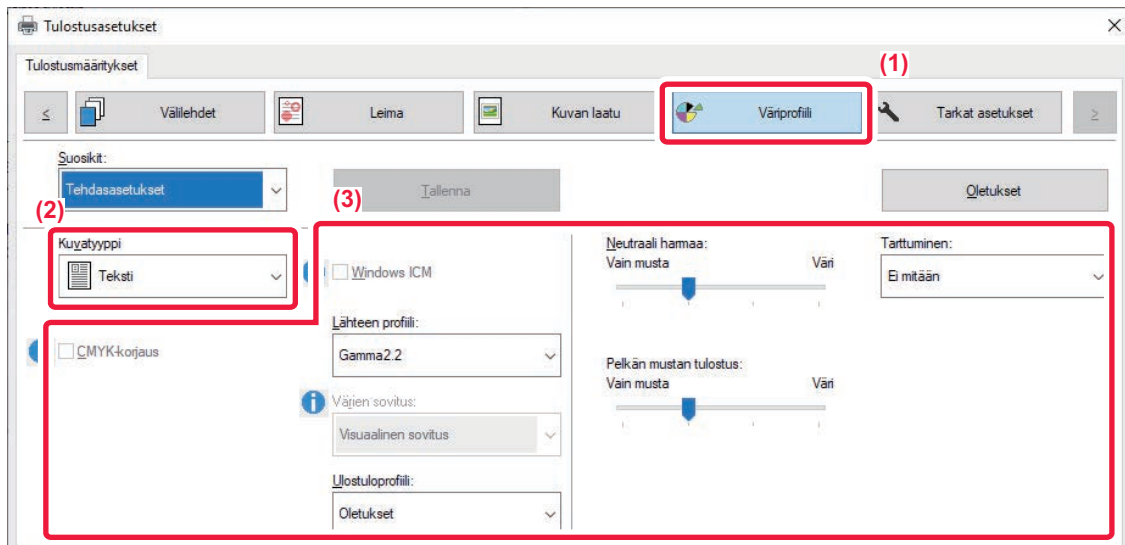 Tulostusasetukset
Tulostusmääritykset
(1)
<
Välilehdet
Leima
Kuvan laatu
Väriprofiili
Tarkat asetukset
>
Suosikit:
Tehdasasetukset
Tallenna
Oletukset
(2)
(3)
Kuvatyyppi
Teksti
CMYK-korjaus
Windows ICM
Lähteen profiili:
Gamma2.2
Värien sovitus:
Visuaalinen sovitus
Ulostuloprofiili:
Oletukset
Neutraali harmaa:
Vain musta Väri
Pelkän mustan tulostus:
Vain musta Väri
Tarttuminen:
Ei mitään